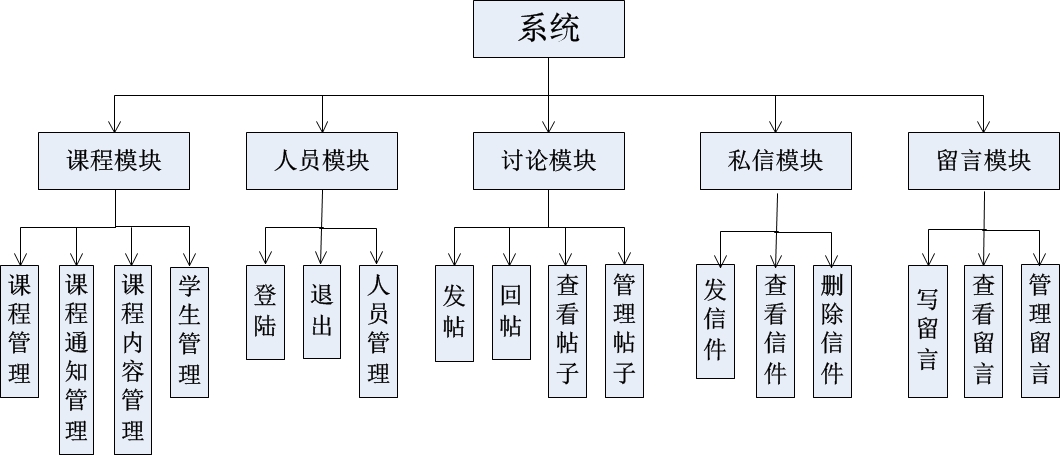 系统
课程模块
人员模块
讨论模块
私信模块
留言模块
课程管理
课程通知管理
课程内容管理
学生管理
登陆
退出
人员管理
发帖
回帖
查看帖子
管理帖子
发信件
查看信件
删除信件
写留言
查看留言
管理留言